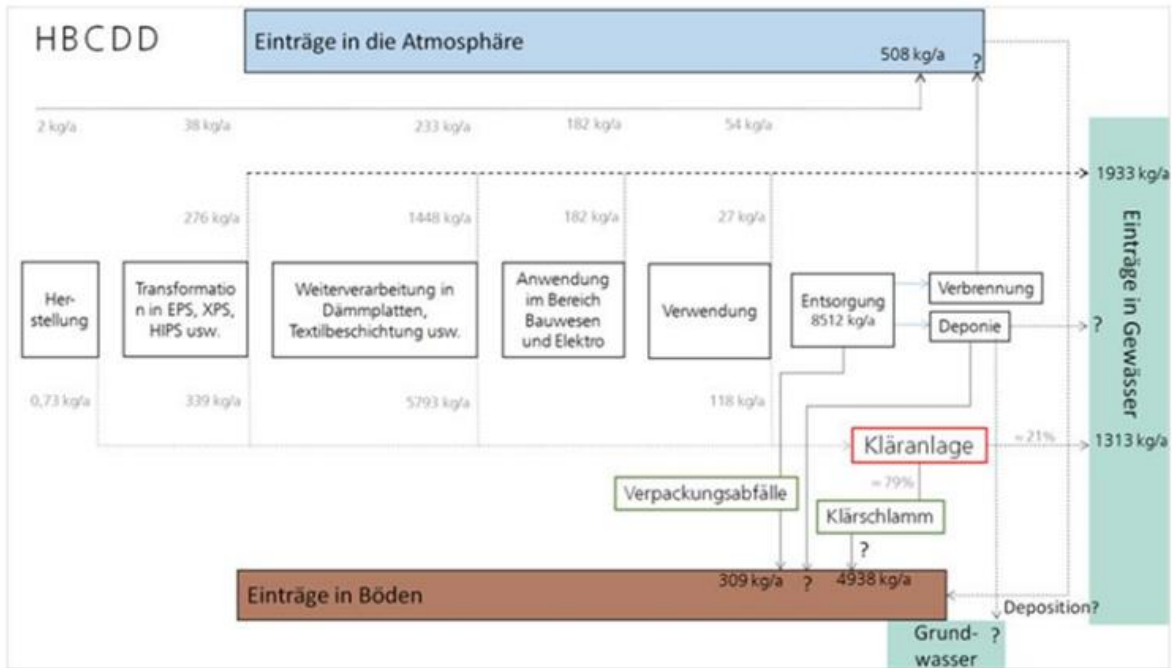 HBCDD
Einträge in die Atmosphäre
508 kg/a
?
2 kg/a
38 kg/a
233 kg/a
182 kg/a
54 kg/a
1933 kg/a
276 kg/a
1448 kg/a
182 kg/a
27 kg/a
Einträge in Gewässer
Her-
stellung
Transformatio
n in EPS, XPS,
HIPS usw.
Weiterverarbeitung in
Dämmplatten,
Textilbeschichtung usw.
Anwendung
im Bereich
Bauwesen
und Elektro
Verwendung
Entsorgung
8512 kg/a
Verbrennung
Deponie
?
0,73 kg/a
339 kg/a
5793 kg/a
118 kg/a
Kläranlage
≈ 21%
1313 kg/a
≈ 79%
Verpackungsabfälle
Klärschlamm
?
Einträge in Böden
309 kg/a
?
4938 kg/a
Deposition?
Grund-
wasser
?